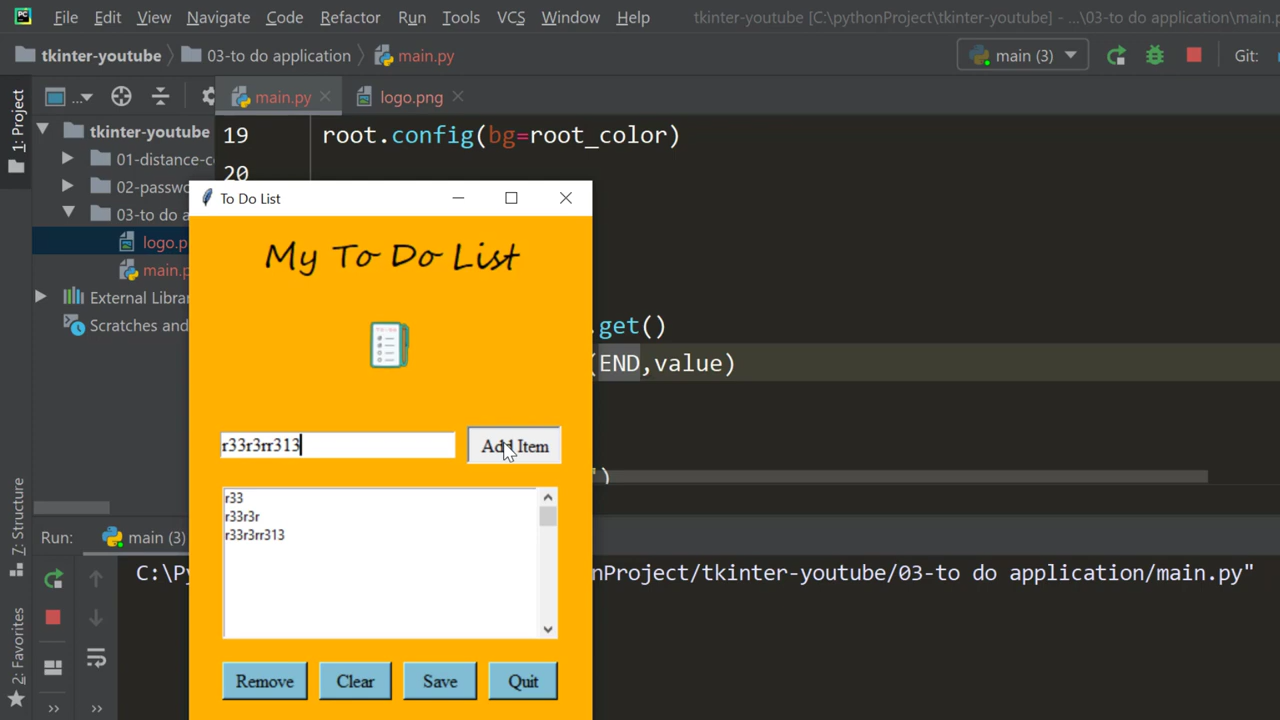 PC File Edit View Navigate Code Refactor Run Tools VCS Window Help tkinter-youtube [C:\pythonProject\tkinter-youtube] - ...\03-to do application\main.p
tkinter-youtube 03-to do application main.py main (3) Git:
1: Project ... main.py logo.png
tkinter-youtube 19 root.config(bg=root_color)
01-distance-c
20
02-passwo
To Do List
03-to do a
My To Do List
logo.p
main.p
External Librar
Scratches and .get()
(END,value)
r33r3rr313 Add Item
")
r33
r33r3r
r33r3rr313
7: Structure
Run: main (3)
C:\Py nProject/tkinter-youtube/03-to do application/main.py"
2: Favorites
Remove Clear Save Quit